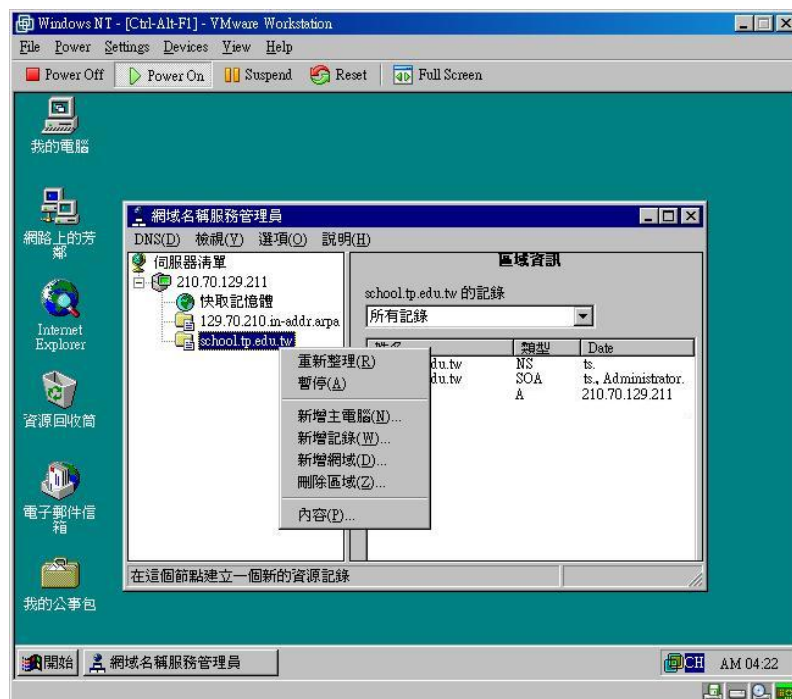 Windows NT - [Ctrl-Alt-F1] - VMware Workstation
File Power Settings Devices View Help
Power Off Power On Suspend Reset Full Screen
我的電腦
網路上的芳鄰
Internet Explorer
資源回收筒
電子郵件信箱
我的公事包
網域名稱服務管理員
DNS(D) 檢視(V) 選項(O) 說明(H)
伺服器清單
210.70.129.211
快取記憶體
129.70.210.in-addr.arpa
school.tp.edu.tw
區域資訊
school.tp.edu.tw 的記錄
所有記錄
類型 Date
du.tw NS ts.
du.tw SOA ts., Administrator.
A 210.70.129.211
重新整理(R)
暫停(A)
新增主電腦(N)...
新增記錄(W)...
新增網域(D)...
刪除區域(Z)...
內容(P)...
在這個節點建立一個新的資源記錄
開始 網域名稱服務管理員 CH AM 04:22